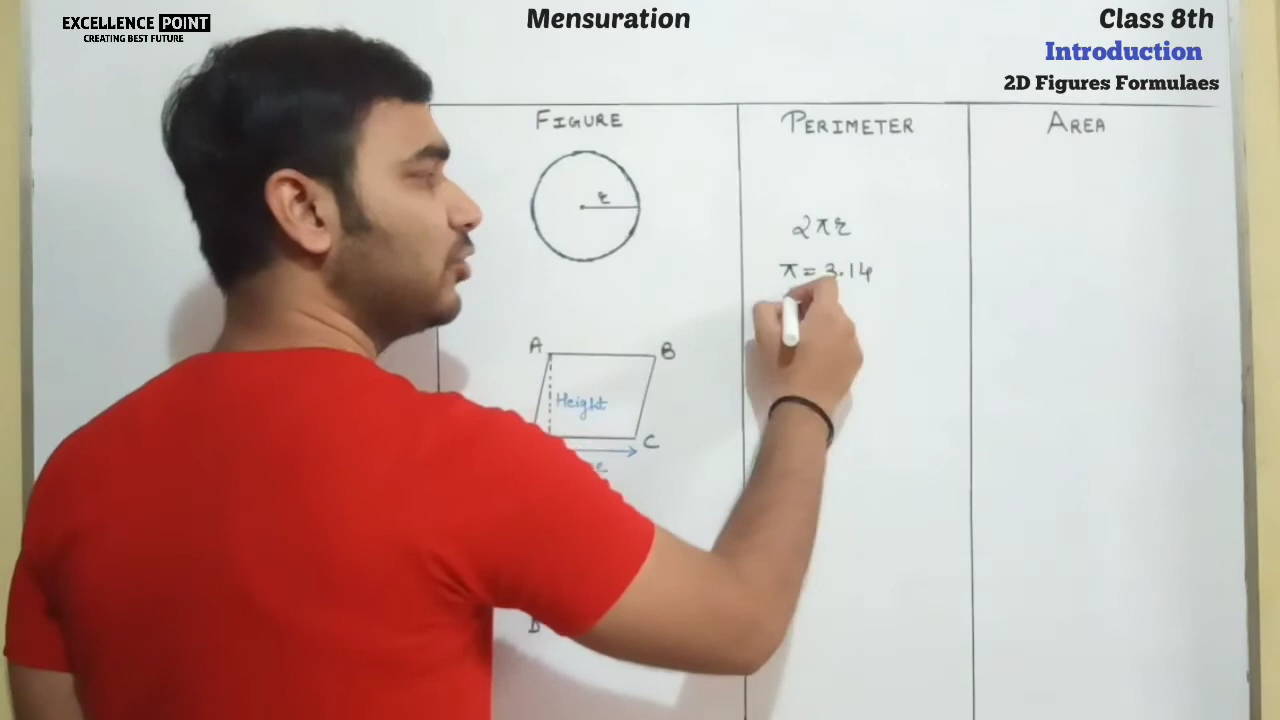 EXCELLENCE POINT
CREATING BEST FUTURE
Mensuration
Class 8th
Introduction
2D Figures Formulaes
FIGURE
PERIMETER
AREA
r
2πr
π = 3.14
A
B
Height
C